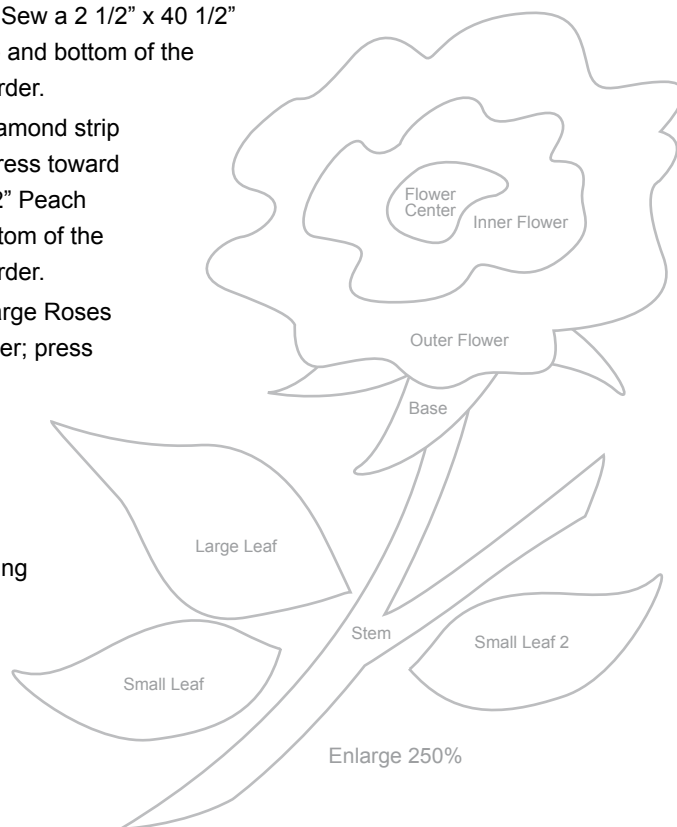 Sew a 2 1/2” x 40 1/2”
and bottom of the
rder.
amond strip
ress toward
2” Peach
tom of the
rder.
arge Roses
er; press
ng
Flower
Center
Inner Flower
Outer Flower
Base
Large Leaf
Stem
Small Leaf 2
Small Leaf
Enlarge 250%